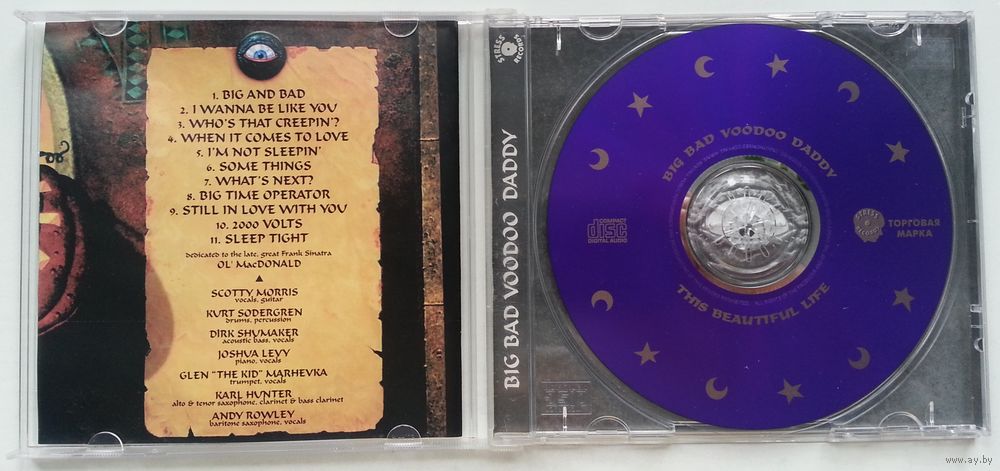 1. BIG AND BAD
2. I WANNA BE LIKE YOU
3. WHO'S THAT CREEPIN'?
4. WHEN IT COMES TO LOVE
5. I'M NOT SLEEPIN'
6. SOME THINGS
7. WHAT'S NEXT?
8. BIG TIME OPERATOR
9. STILL IN LOVE WITH YOU
10. 2000 VOLTS
11. SLEEP TIGHT
dedicated to the late, great Frank Sinatra
OL' MacDONALD
SCOTTY MORRIS
vocals, guitar
KURT SODERGREN
drums, percussion
DIRK SHUMAKER
acoustic bass, vocals
JOSHUA LEVY
piano, vocals
GLEN "THE KID" MARHEVKA
trumpet, vocals
KARL HUNTER
alto & tenor saxophone, clarinet & bass clarinet
ANDY ROWLEY
baritone saxophone, vocals
STRESS RECORDS
BIG BAD VOODOO DADDY
BIG BAD VOODOO DADDY
COMPACT
disc
DIGITAL AUDIO
STRESS RECORDS
ТОРГОВАЯ
МАРКА
THIS BEAUTIFUL LIFE
www.ay.by